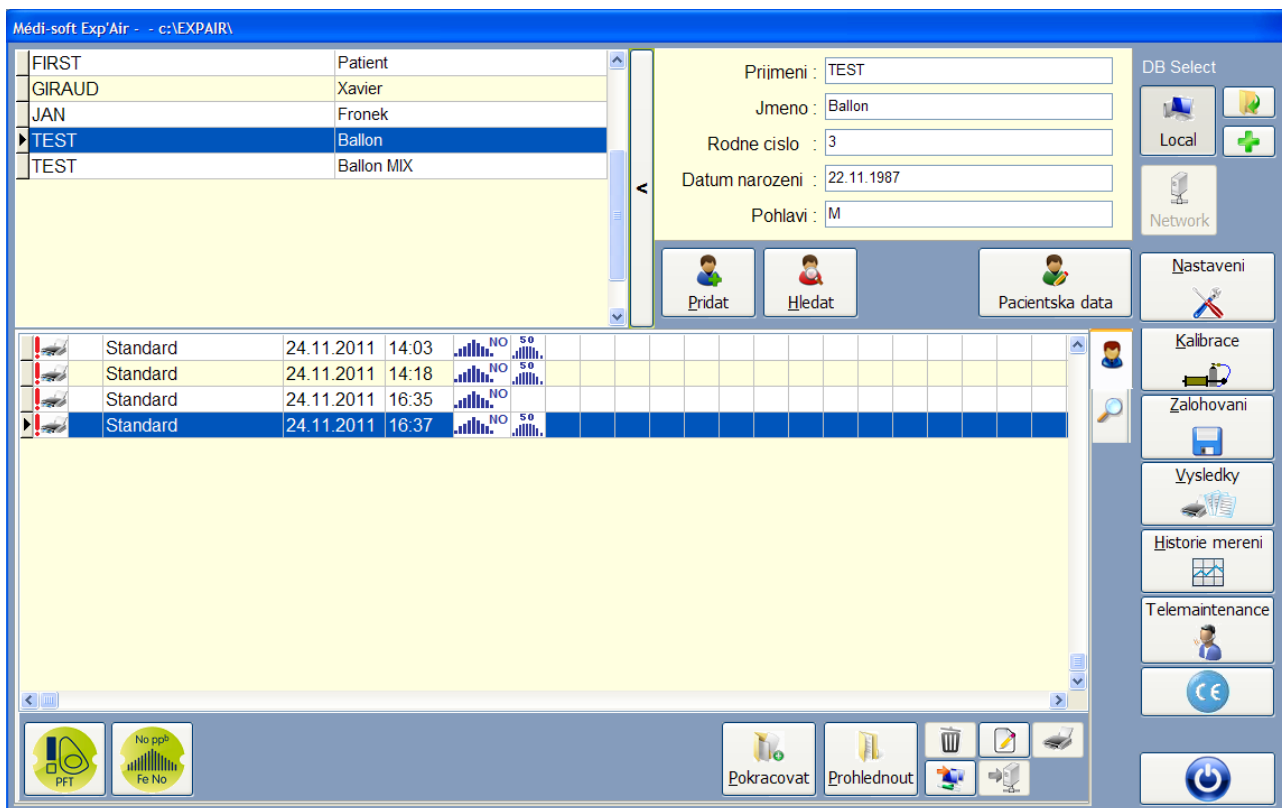 Médi-soft Exp'Air - - c:\EXPAIR\
FIRST Patient
GIRAUD Xavier
JAN Fronek
TEST Ballon
TEST Ballon MIX
<
Prijmeni : TEST
Jmeno : Ballon
Rodne cislo : 3
Datum narozeni : 22.11.1987
Pohlavi : M
Pridat
Hledat
Pacientska data
DB Select
Local
Network
Nastaveni
Kalibrace
Zalohovani
Vysledky
Historie mereni
Telemaintenance
CE
Standard 24.11.2011 14:03 NO 50
Standard 24.11.2011 14:18 NO 50
Standard 24.11.2011 16:35 NO
Standard 24.11.2011 16:37 NO 50
PFT
No ppb
Fe No
Pokracovat
Prohlednout